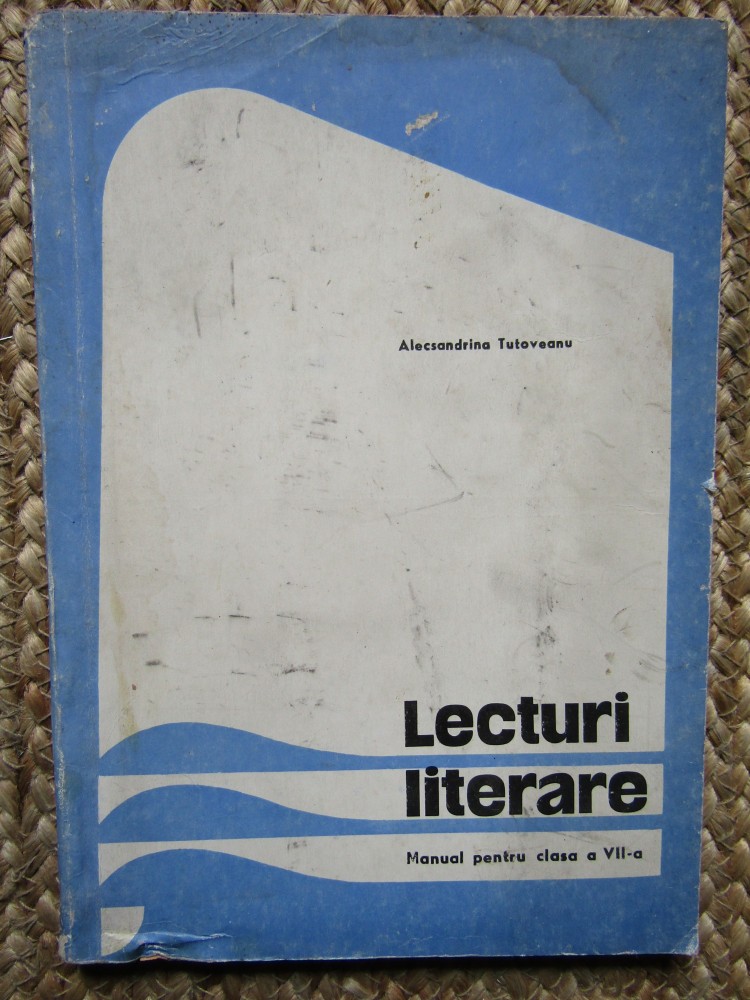 Alecsandrina Tutoveanu
Lecturi
literare
Manual pentru clasa a VII-a